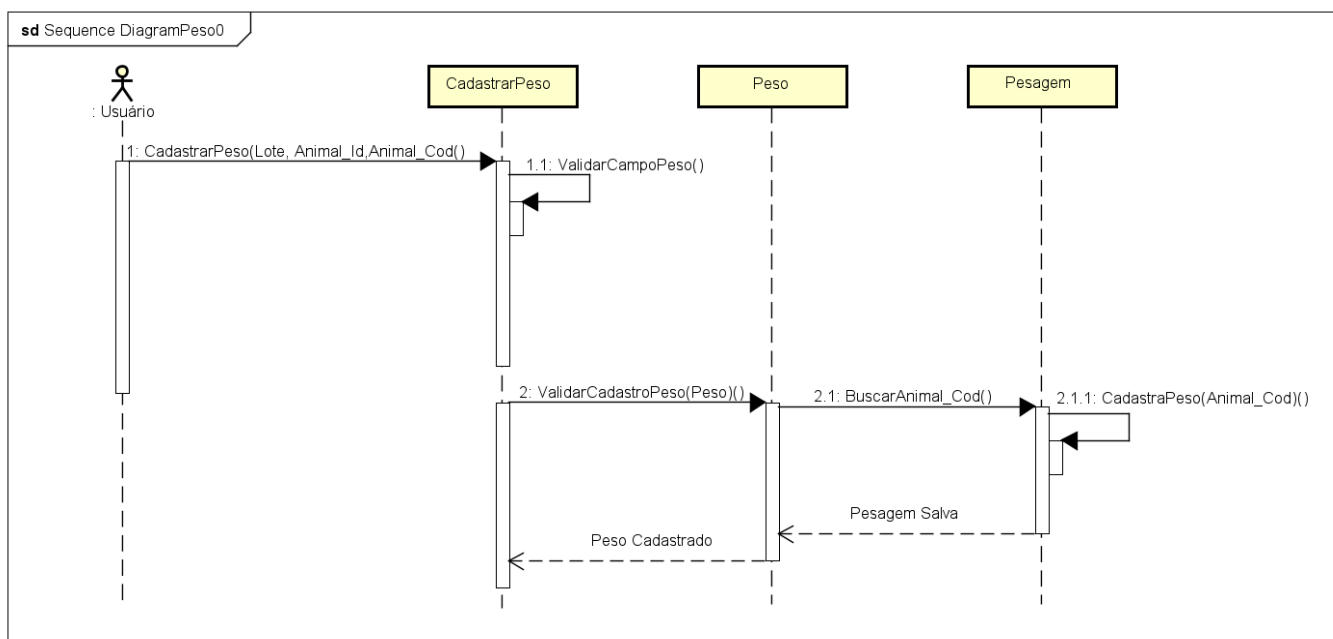 sd Sequence DiagramPeso0
: Usuário
CadastrarPeso
Peso
Pesagem
1: CadastrarPeso(Lote, Animal_Id,Animal_Cod()
1.1: ValidarCampoPeso()
2: ValidarCadastroPeso(Peso)()
2.1: BuscarAnimal_Cod()
2.1.1: CadastraPeso(Animal_Cod)()
Pesagem Salva
Peso Cadastrado